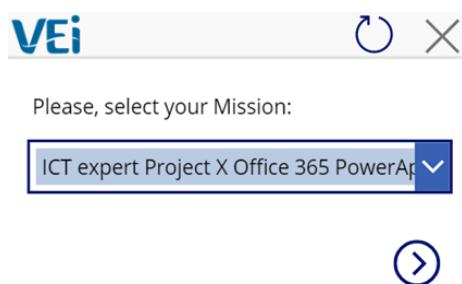 VEi
Please, select your Mission:
ICT expert Project X Office 365 PowerAp